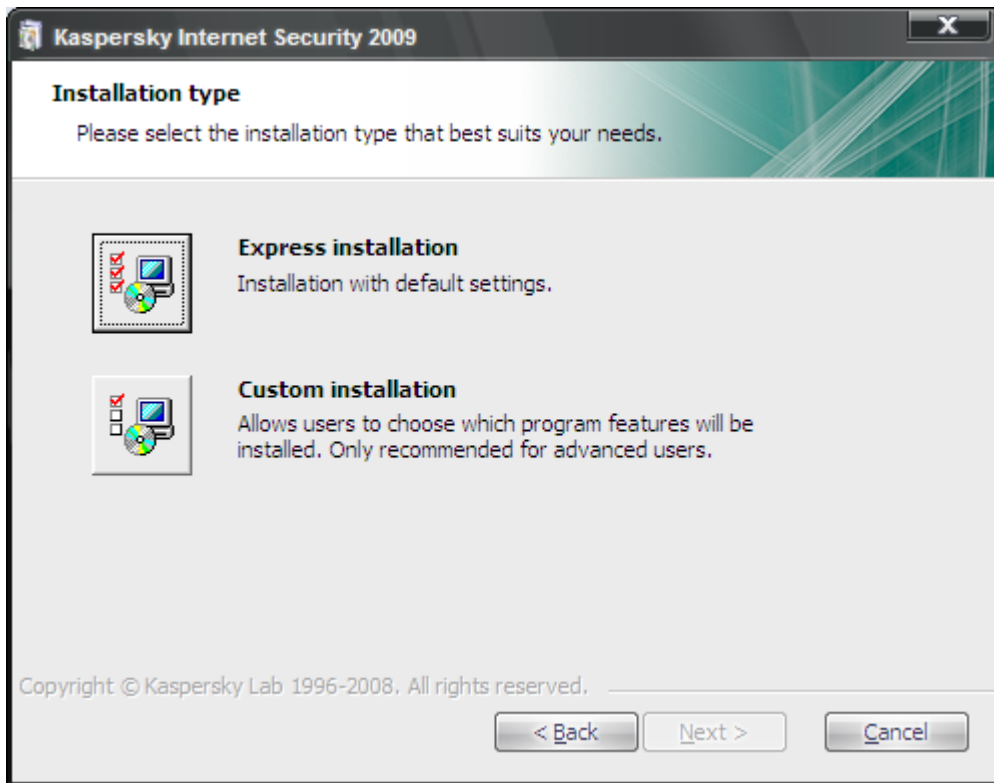 Kaspersky Internet Security 2009
X
Installation type
Please select the installation type that best suits your needs.
Express installation
Installation with default settings.
Custom installation
Allows users to choose which program features will be
installed. Only recommended for advanced users.
Copyright © Kaspersky Lab 1996-2008. All rights reserved.
< Back
Next >
Cancel